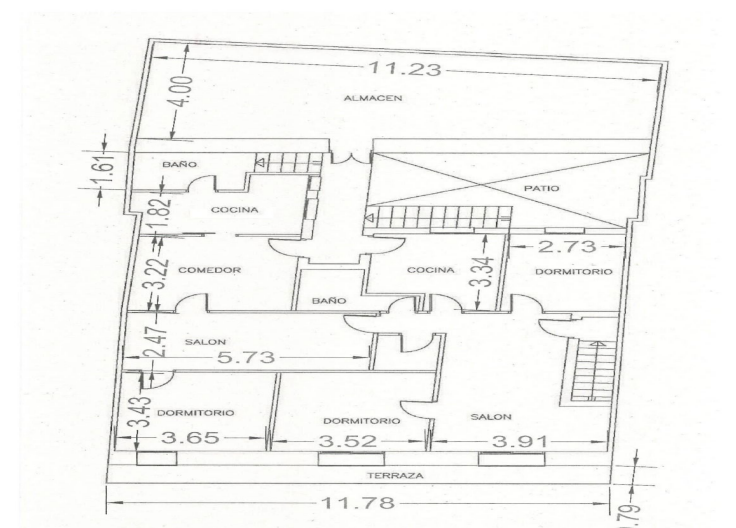 11.23
4.00
ALMACEN
1.61
BAÑO
PATIO
1.82
COCINA
2.73
3.22
COMEDOR
COCINA
3.34
DORMITORIO
BAÑO
2.47
SALON
5.73
3.43
DORMITORIO
DORMITORIO
SALON
3.65
3.52
3.91
TERRAZA
11.78
.79